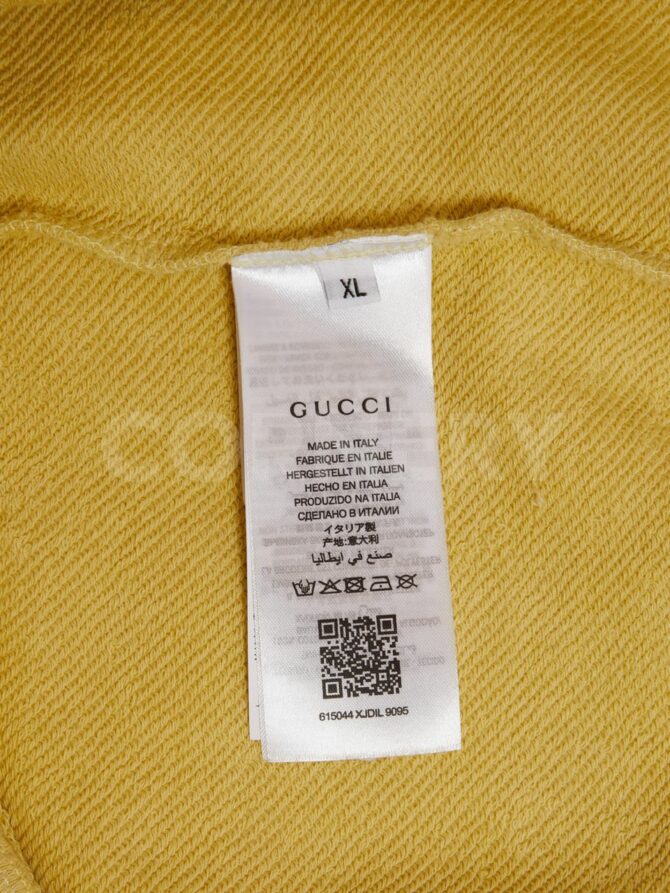 XL
GUCCI
MADE IN ITALY
FABRIQUE EN ITALIE
HERGESTELLT IN ITALIEN
HECHO EN ITALIA
PRODUZIDO NA ITALIA
СДЕЛАНО В ИТАЛИИ
イタリア製
产地:意大利
صنع في ايطاليا
615044 XJDIL 9095